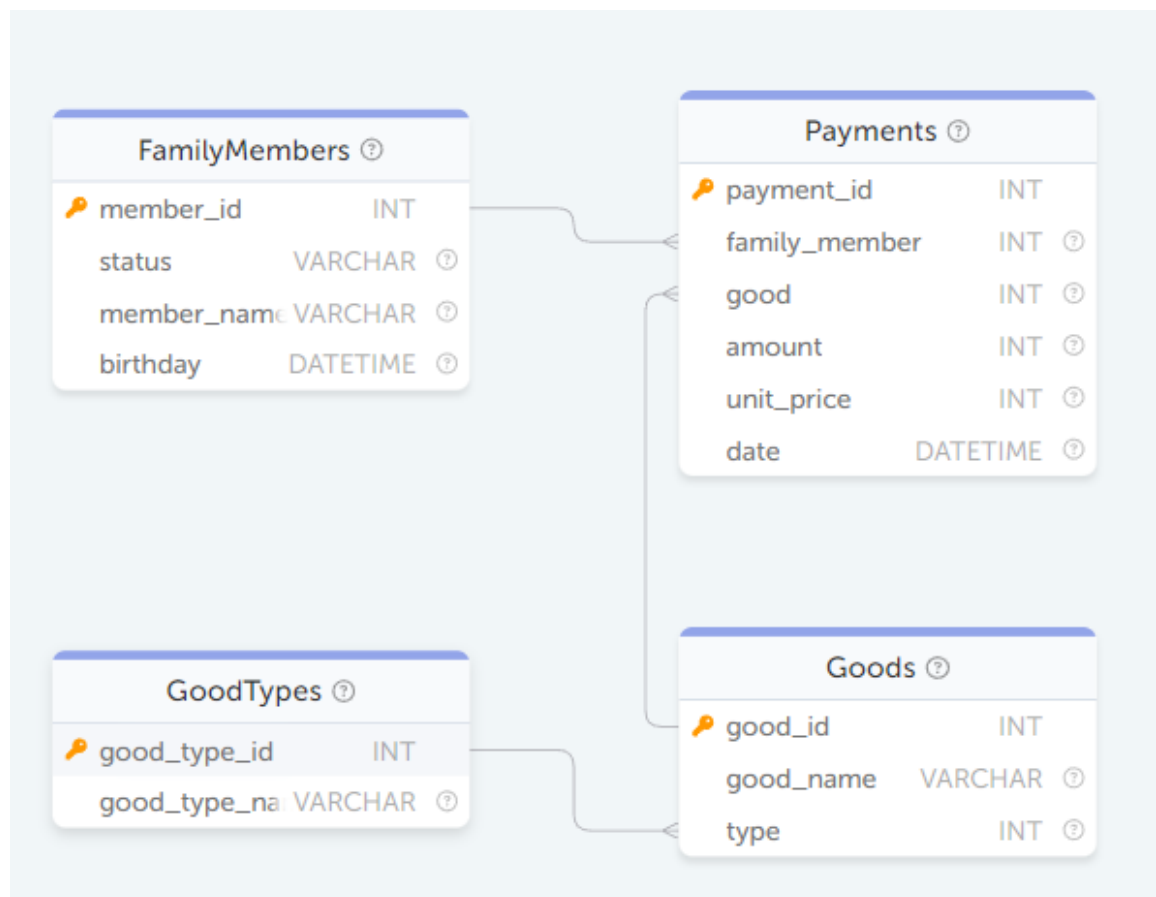 FamilyMembers
member_id INT
status VARCHAR
member_name VARCHAR
birthday DATETIME
Payments
payment_id INT
family_member INT
good INT
amount INT
unit_price INT
date DATETIME
GoodTypes
good_type_id INT
good_type_na VARCHAR
Goods
good_id INT
good_name VARCHAR
type INT